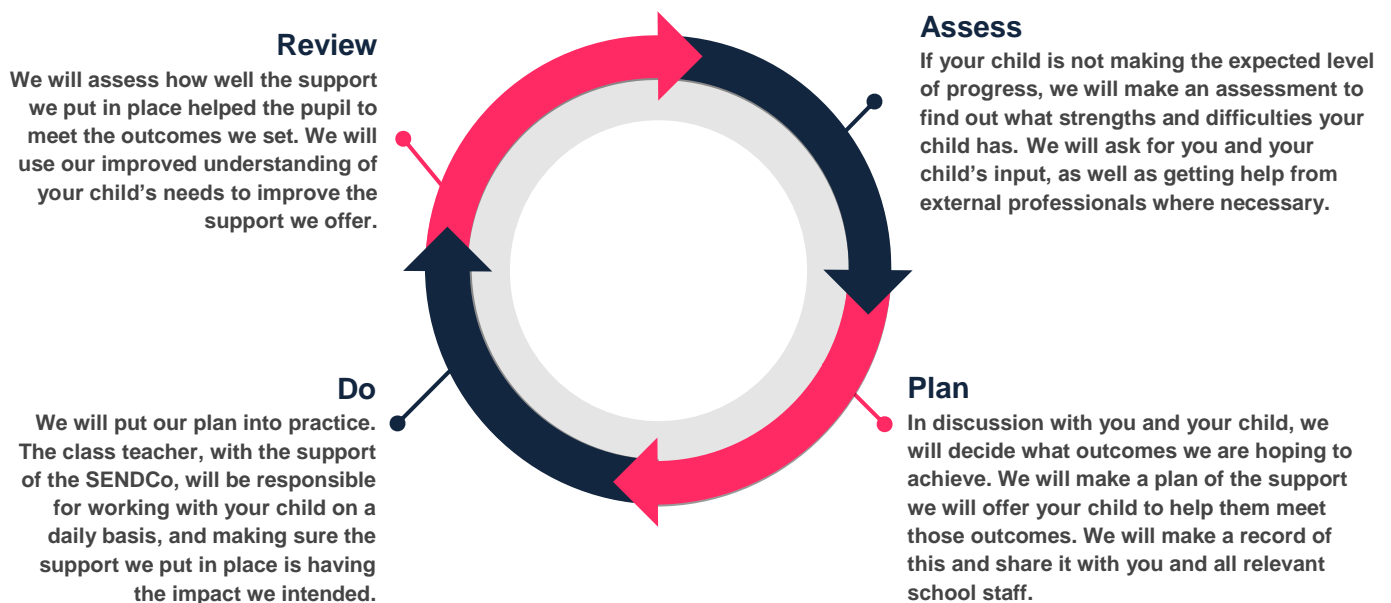 Review
We will assess how well the support
we put in place helped the pupil to
meet the outcomes we set. We will
use our improved understanding of
your child’s needs to improve the
support we offer.
Assess
If your child is not making the expected level
of progress, we will make an assessment to
find out what strengths and difficulties your
child has. We will ask for you and your
child’s input, as well as getting help from
external professionals where necessary.
Do
We will put our plan into practice.
The class teacher, with the support
of the SENDCo, will be responsible
for working with your child on a
daily basis, and making sure the
support we put in place is having
the impact we intended.
Plan
In discussion with you and your child, we
will decide what outcomes we are hoping to
achieve. We will make a plan of the support
we will offer your child to help them meet
those outcomes. We will make a record of
this and share it with you and all relevant
school staff.